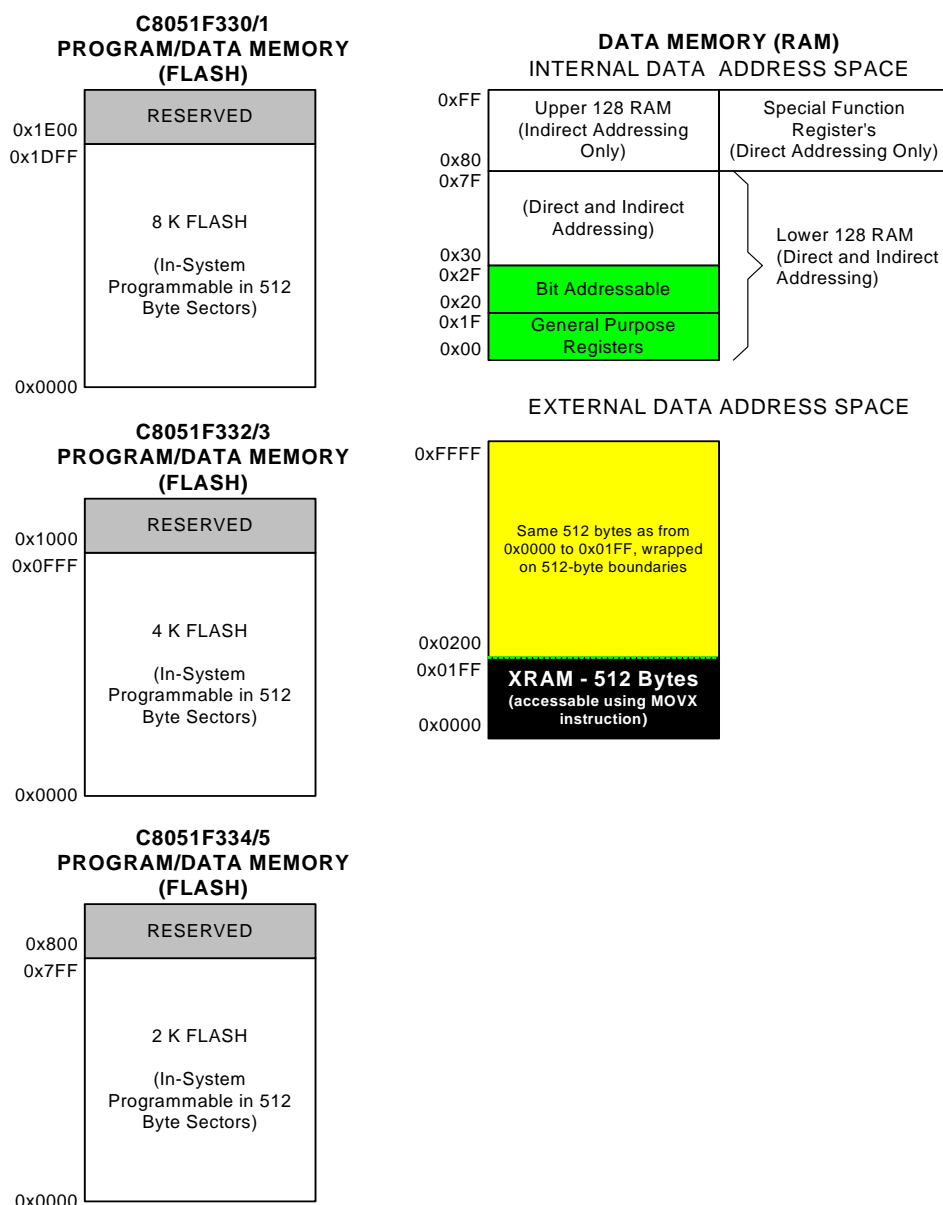 C8051F330/1
PROGRAM/DATA MEMORY
(FLASH)
0x1E00
RESERVED
0x1DFF
8 K FLASH
(In-System
Programmable in 512
Byte Sectors)
0x0000
C8051F332/3
PROGRAM/DATA MEMORY
(FLASH)
RESERVED
0x1000
0x0FFF
4 K FLASH
(In-System
Programmable in 512
Byte Sectors)
0x0000
C8051F334/5
PROGRAM/DATA MEMORY
(FLASH)
RESERVED
0x800
0x7FF
2 K FLASH
(In-System
Programmable in 512
Byte Sectors)
0x0000
DATA MEMORY (RAM)
INTERNAL DATA ADDRESS SPACE
0xFF
Upper 128 RAM
(Indirect Addressing
Only)
Special Function
Register's
(Direct Addressing Only)
0x80
0x7F
(Direct and Indirect
Addressing)
0x30
0x2F
Bit Addressable
0x20
0x1F
General Purpose
Registers
0x00
Lower 128 RAM
(Direct and Indirect
Addressing)
EXTERNAL DATA ADDRESS SPACE
0xFFFF
Same 512 bytes as from
0x0000 to 0x01FF, wrapped
on 512-byte boundaries
0x0200
0x01FF
XRAM - 512 Bytes
(accessable using MOVX
instruction)
0x0000